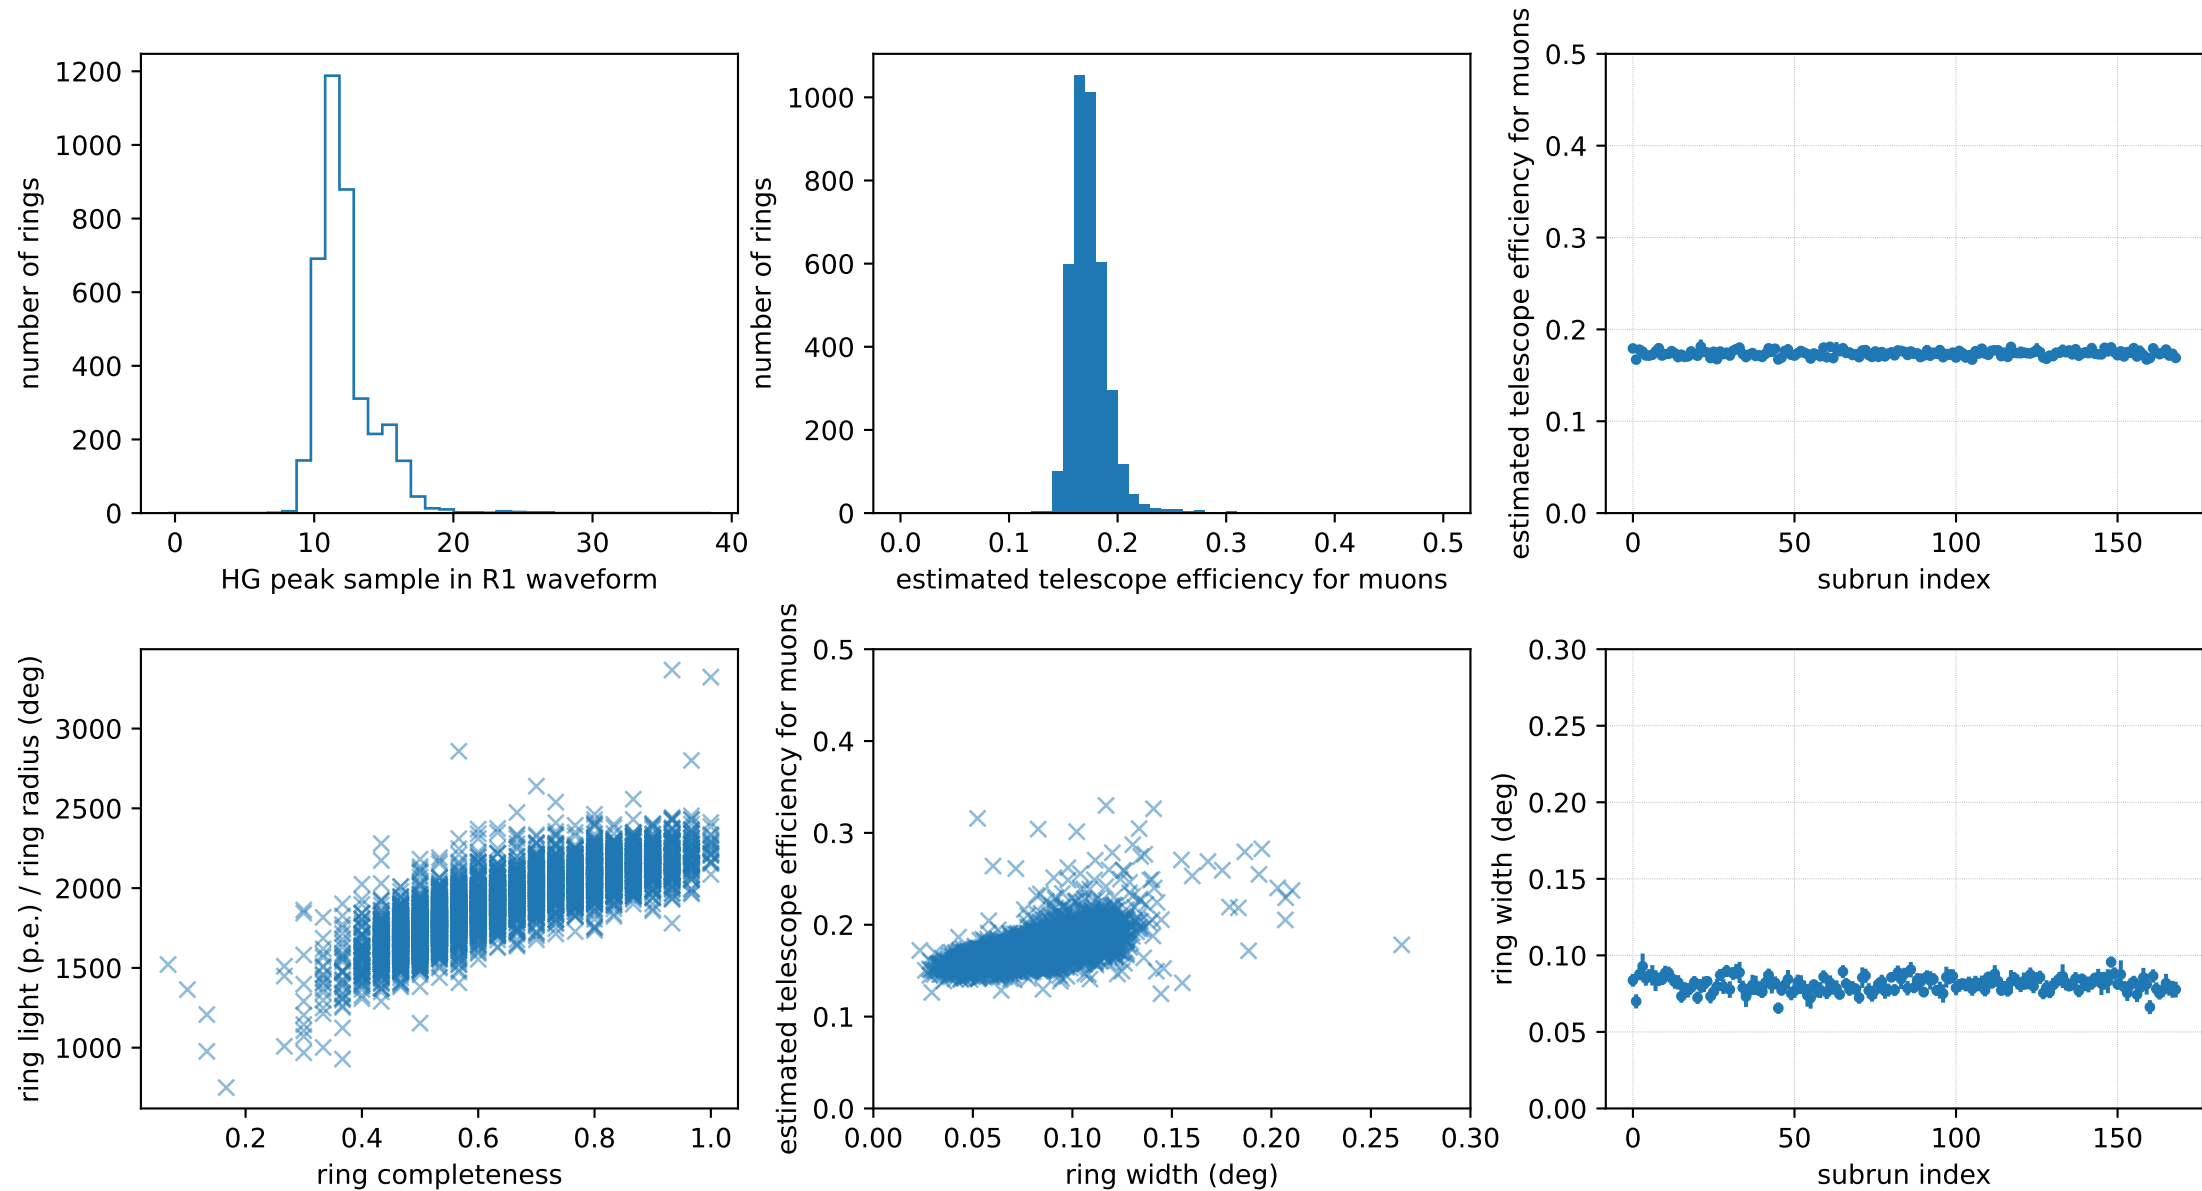 number of rings
1200
1000
800
600
400
200
0
0 10 20 30 40
HG peak sample in R1 waveform
number of rings
1000
800
600
400
200
0
0.0 0.1 0.2 0.3 0.4 0.5
estimated telescope efficiency for muons
estimated telescope efficiency for muons
0.5
0.4
0.3
0.2
0.1
0.0
0 50 100 150
subrun index
ring light (p.e.) / ring radius (deg)
3000
2500
2000
1500
1000
0.2 0.4 0.6 0.8 1.0
ring completeness
estimated telescope efficiency for muons
0.5
0.4
0.3
0.2
0.1
0.0
0.00 0.05 0.10 0.15 0.20 0.25 0.30
ring width (deg)
ring width (deg)
0.30
0.25
0.20
0.15
0.10
0.05
0.00
0 50 100 150
subrun index